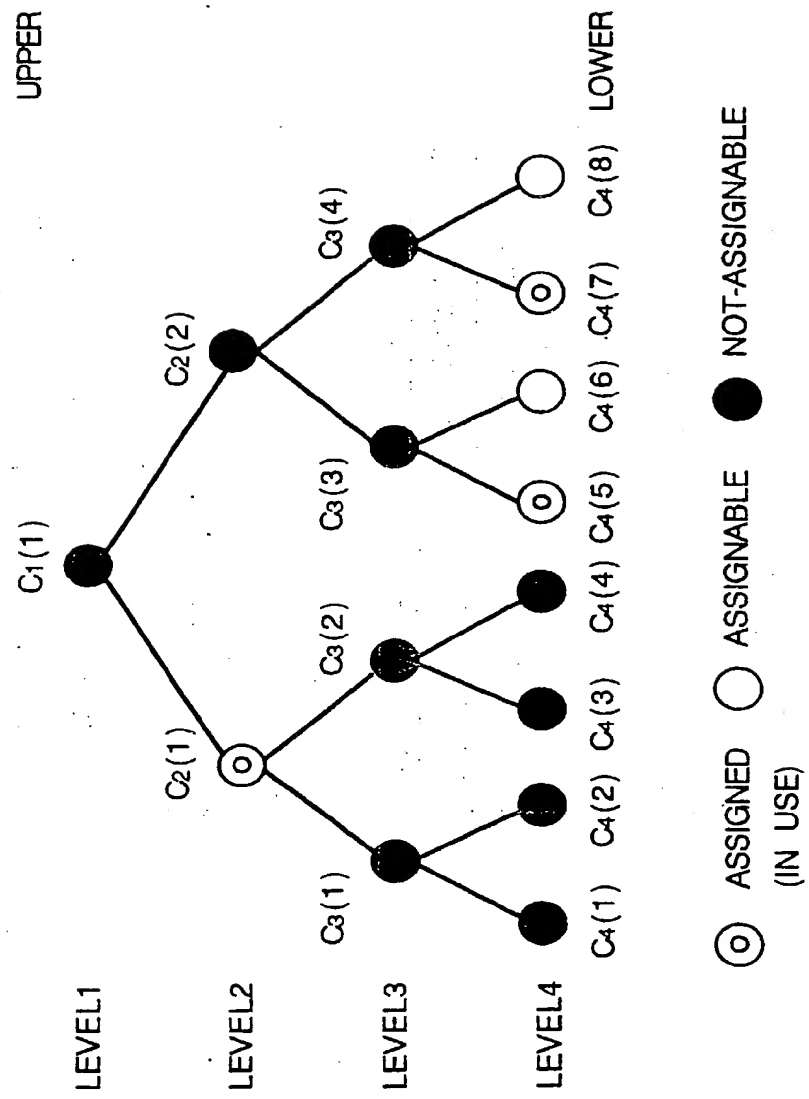 UPPER
LEVEL1
C1(1)
LEVEL2
C2(1)
C2(2)
LEVEL3
C3(1)
C3(2)
C3(3)
C3(4)
LEVEL4
LOWER
C4(1)
C4(2)
C4(3)
C4(4)
C4(5)
C4(6)
C4(7)
C4(8)
ASSIGNED
(IN USE)
ASSIGNABLE
NOT-ASSIGNABLE